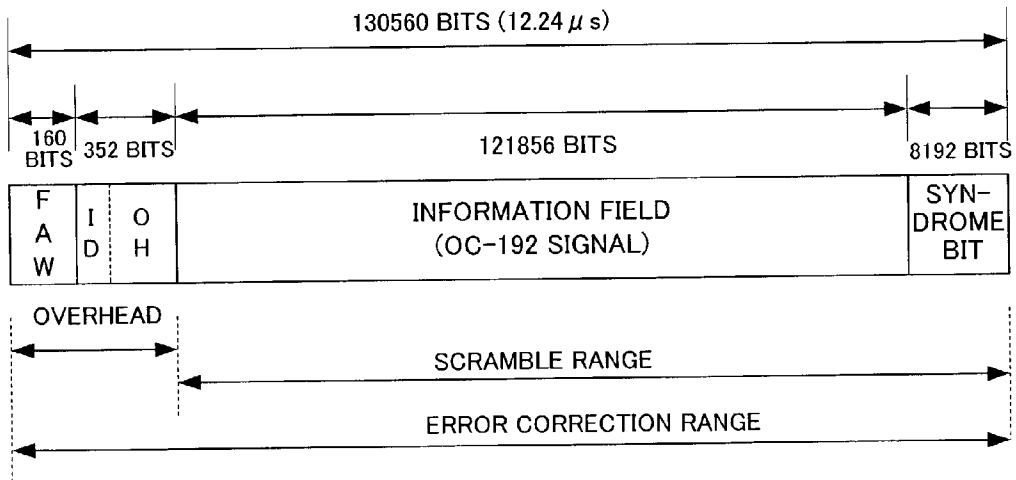 130560 BITS (12.24 μ s)
160
BITS
352 BITS
121856 BITS
8192 BITS
F
A
W
I
D
O
H
INFORMATION FIELD
(OC-192 SIGNAL)
SYN-
DROME
BIT
OVERHEAD
SCRAMBLE RANGE
ERROR CORRECTION RANGE